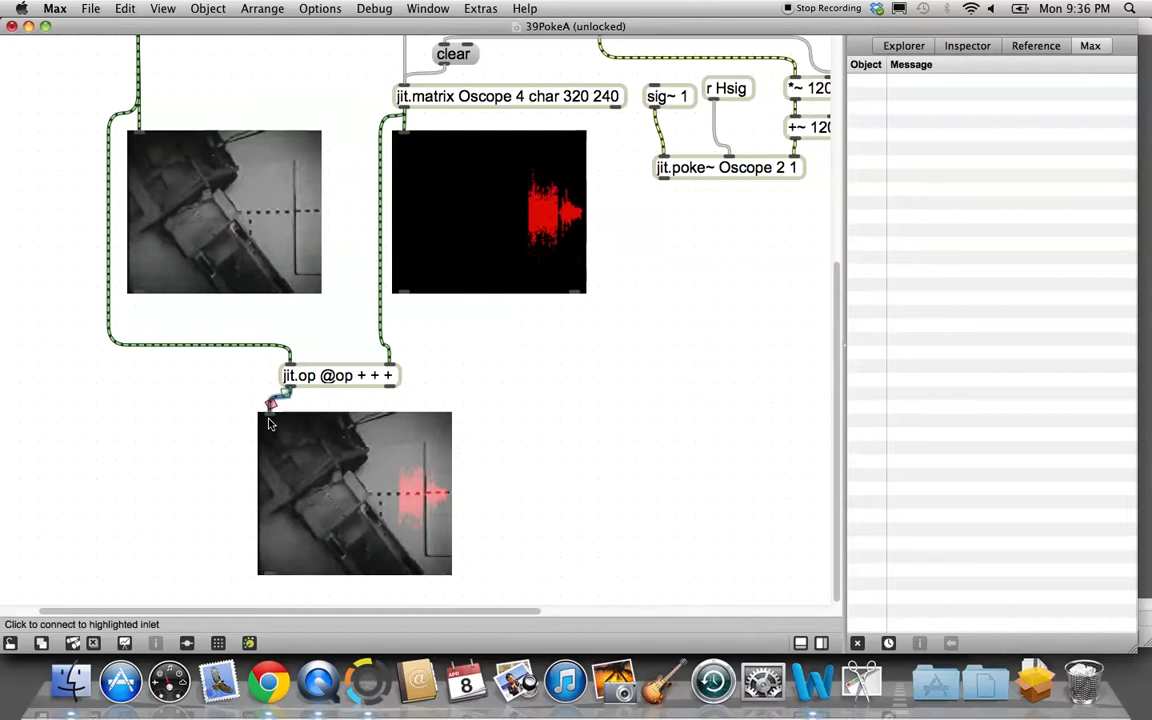 Max File Edit View Object Arrange Options Debug Window Extras Help Stop Recording Mon 9:36 PM
39PokeA (unlocked)
Explorer Inspector Reference Max
Object Message
clear
jit.matrix Oscope 4 char 320 240
sig~ 1
r Hsig
*~ 120
+~ 120
jit.poke~ Oscope 2 1
jit.op @op + + +
Click to connect to highlighted inlet
APR
8